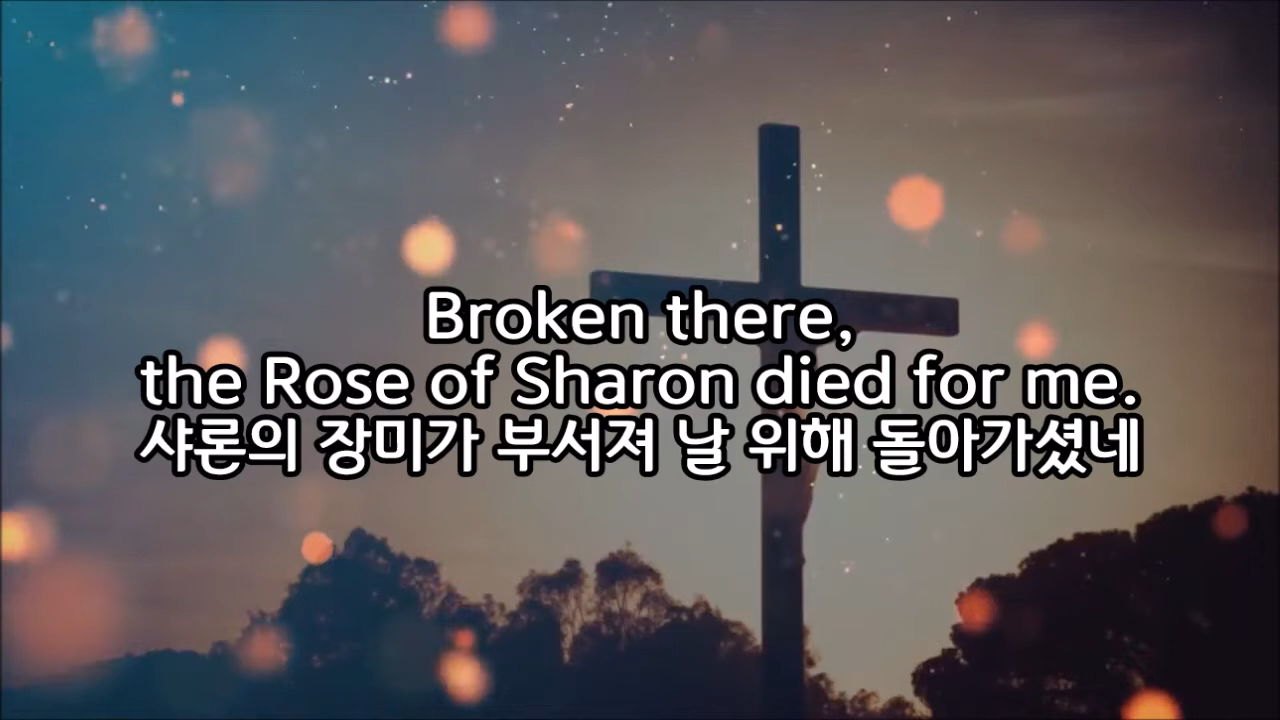 Broken there,
the Rose of Sharon died for me.
샤론의 장미가 부서져 날 위해 돌아가셨네